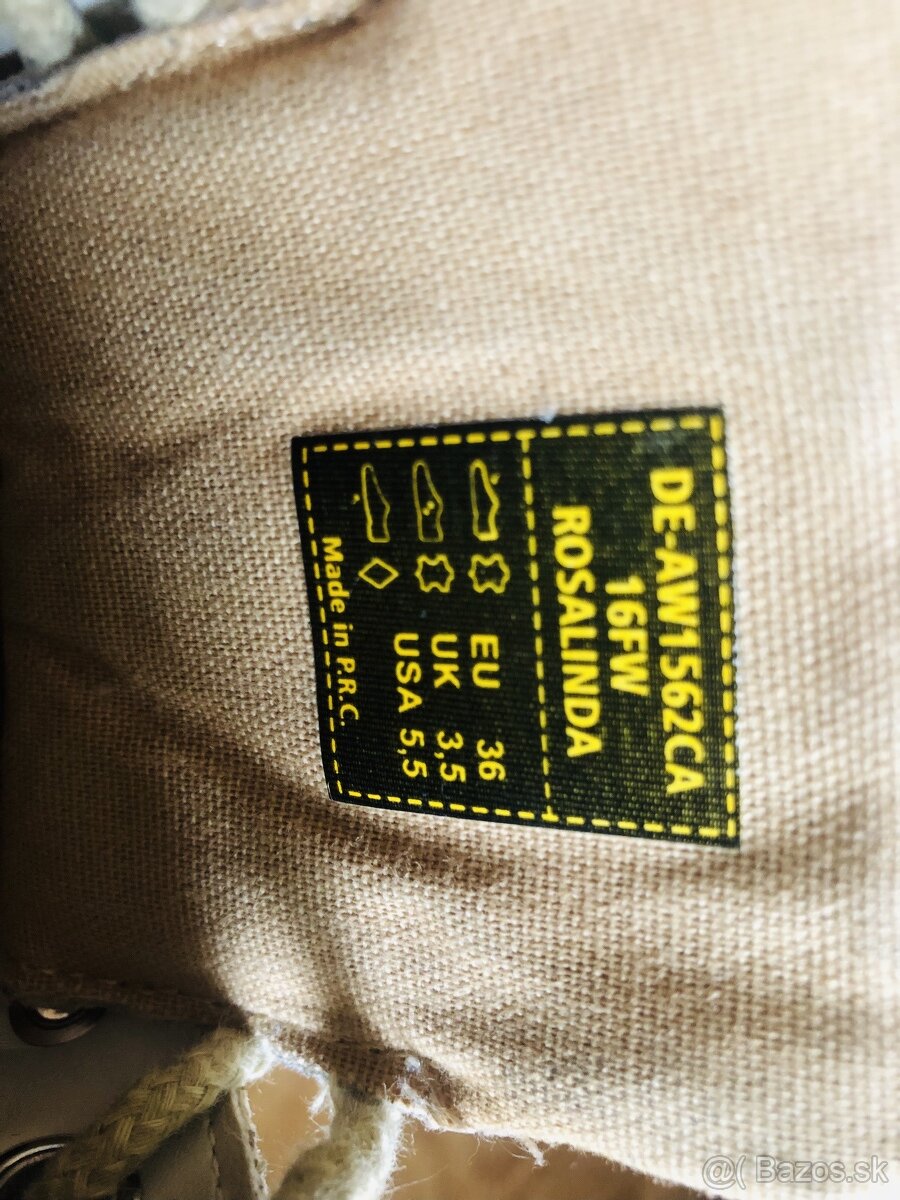 DE-AW1562CA
16FW
ROSALINDA
EU 36
UK 3,5
USA 5,5
Made in P.R.C.
@( Bazos.sk